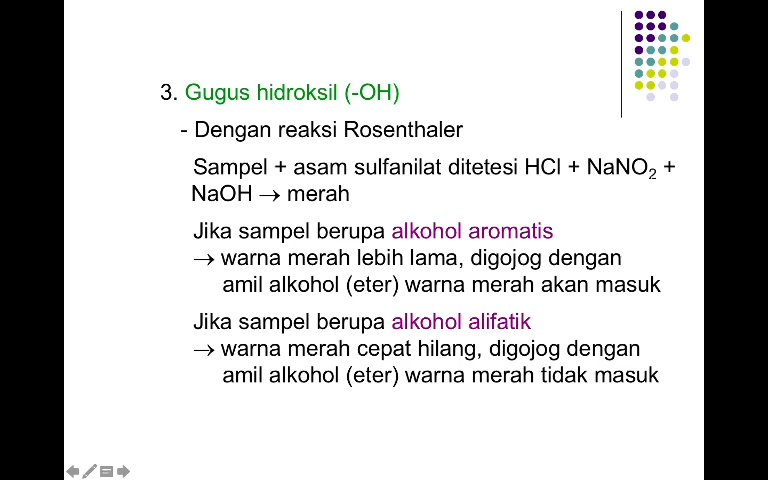 3. Gugus hidroksil (-OH)
- Dengan reaksi Rosenthaler
Sampel + asam sulfanilat ditetesi HCl + NaNO₂ +
NaOH → merah
Jika sampel berupa alkohol aromatis
→ warna merah lebih lama, digojog dengan
amil alkohol (eter) warna merah akan masuk
Jika sampel berupa alkohol alifatik
→ warna merah cepat hilang, digojog dengan
amil alkohol (eter) warna merah tidak masuk